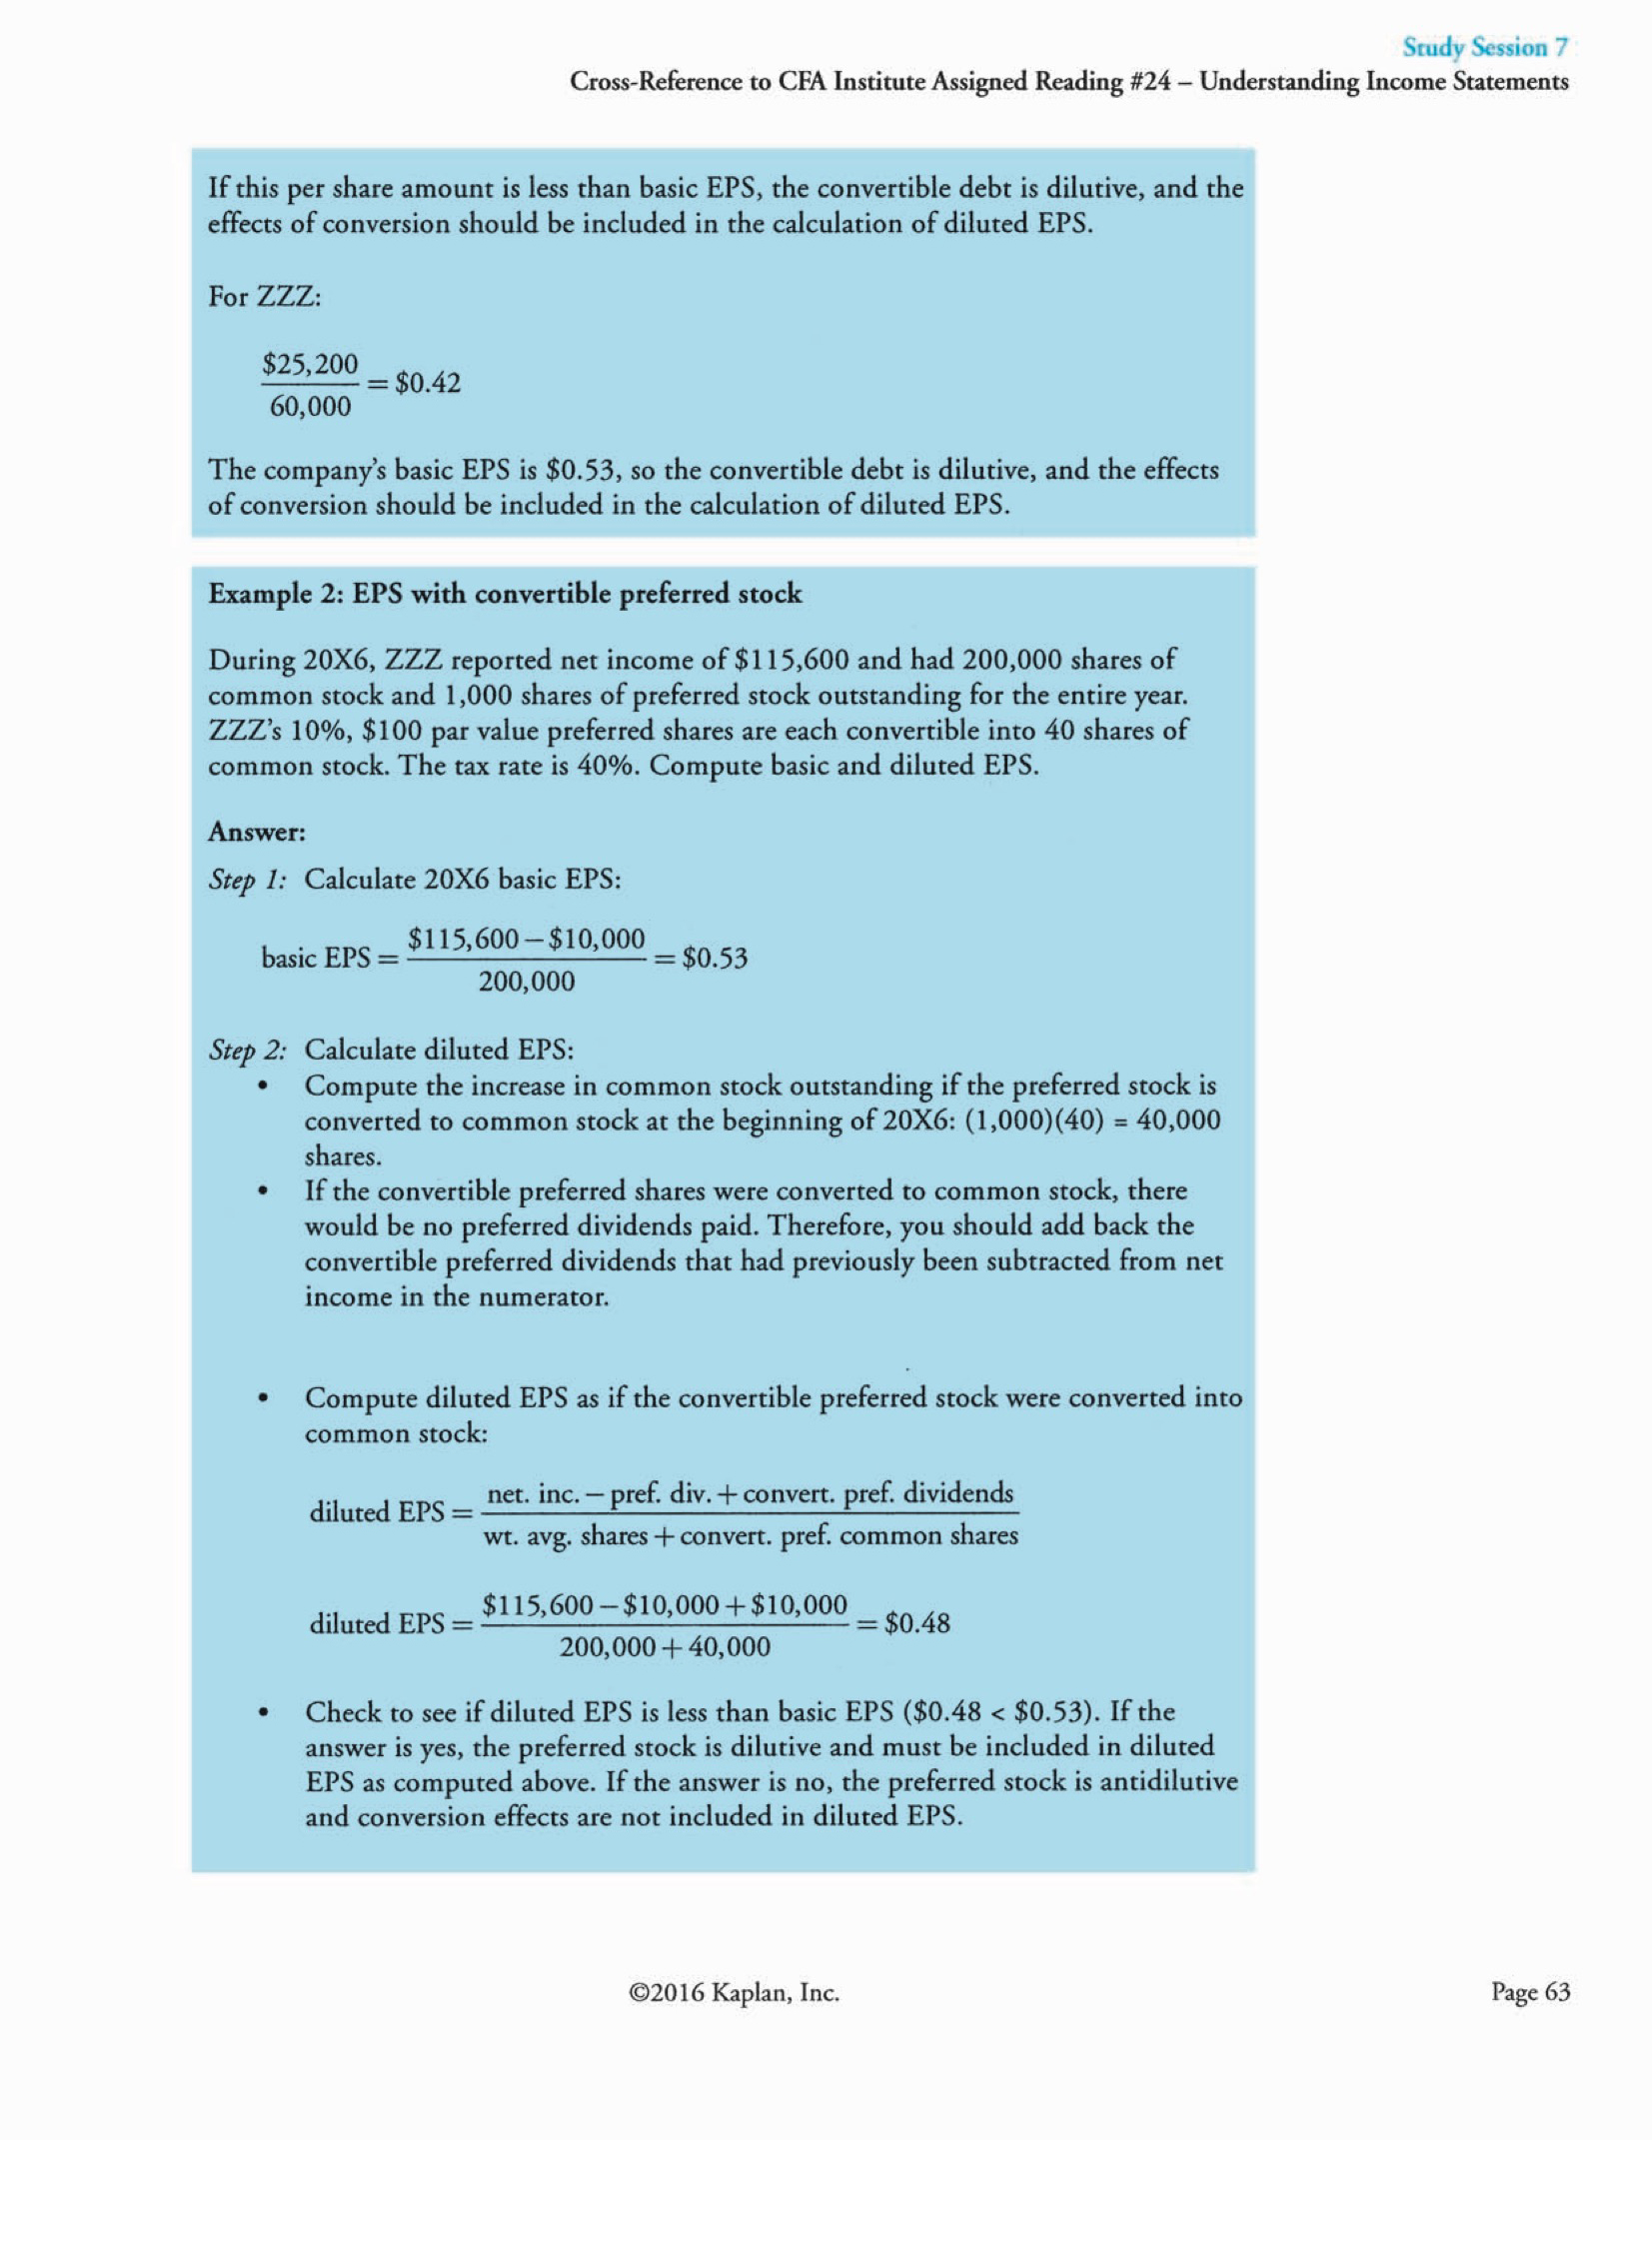 Study Session 7
Cross-Reference to CFA Institute Assigned Reading #24 – Understanding Income Statements
If this per share amount is less than basic EPS, the convertible debt is dilutive, and the
effects of conversion should be included in the calculation of diluted EPS.
For ZZZ:
$25,200
60,000
= $0.42
The company's basic EPS is $0.53, so the convertible debt is dilutive, and the effects
of conversion should be included in the calculation of diluted EPS.
Example 2: EPS with convertible preferred stock
During 20X6, ZZZ reported net income of $115,600 and had 200,000 shares of
common stock and 1,000 shares of preferred stock outstanding for the entire year.
ZZZ's 10%, $100 par value preferred shares are each convertible into 40 shares of
common stock. The tax rate is 40%. Compute basic and diluted EPS.
Answer:
Step 1: Calculate 20X6 basic EPS:
basic EPS =
$115,600 – $10,000
200,000
= $0.53
Step 2: Calculate diluted EPS:
• Compute the increase in common stock outstanding if the preferred stock is
converted to common stock at the beginning of 20X6: (1,000)(40) = 40,000
shares.
• If the convertible preferred shares were converted to common stock, there
would be no preferred dividends paid. Therefore, you should add back the
convertible preferred dividends that had previously been subtracted from net
income in the numerator.
• Compute diluted EPS as if the convertible preferred stock were converted into
common stock:
diluted EPS =
net. inc. – pref. div. + convert. pref. dividends
wt. avg. shares + convert. pref. common shares
diluted EPS =
$115,600 – $10,000 + $10,000
200,000 + 40,000
= $0.48
• Check to see if diluted EPS is less than basic EPS ($0.48 < $0.53). If the
answer is yes, the preferred stock is dilutive and must be included in diluted
EPS as computed above. If the answer is no, the preferred stock is antidilutive
and conversion effects are not included in diluted EPS.
©2016 Kaplan, Inc.
Page 63